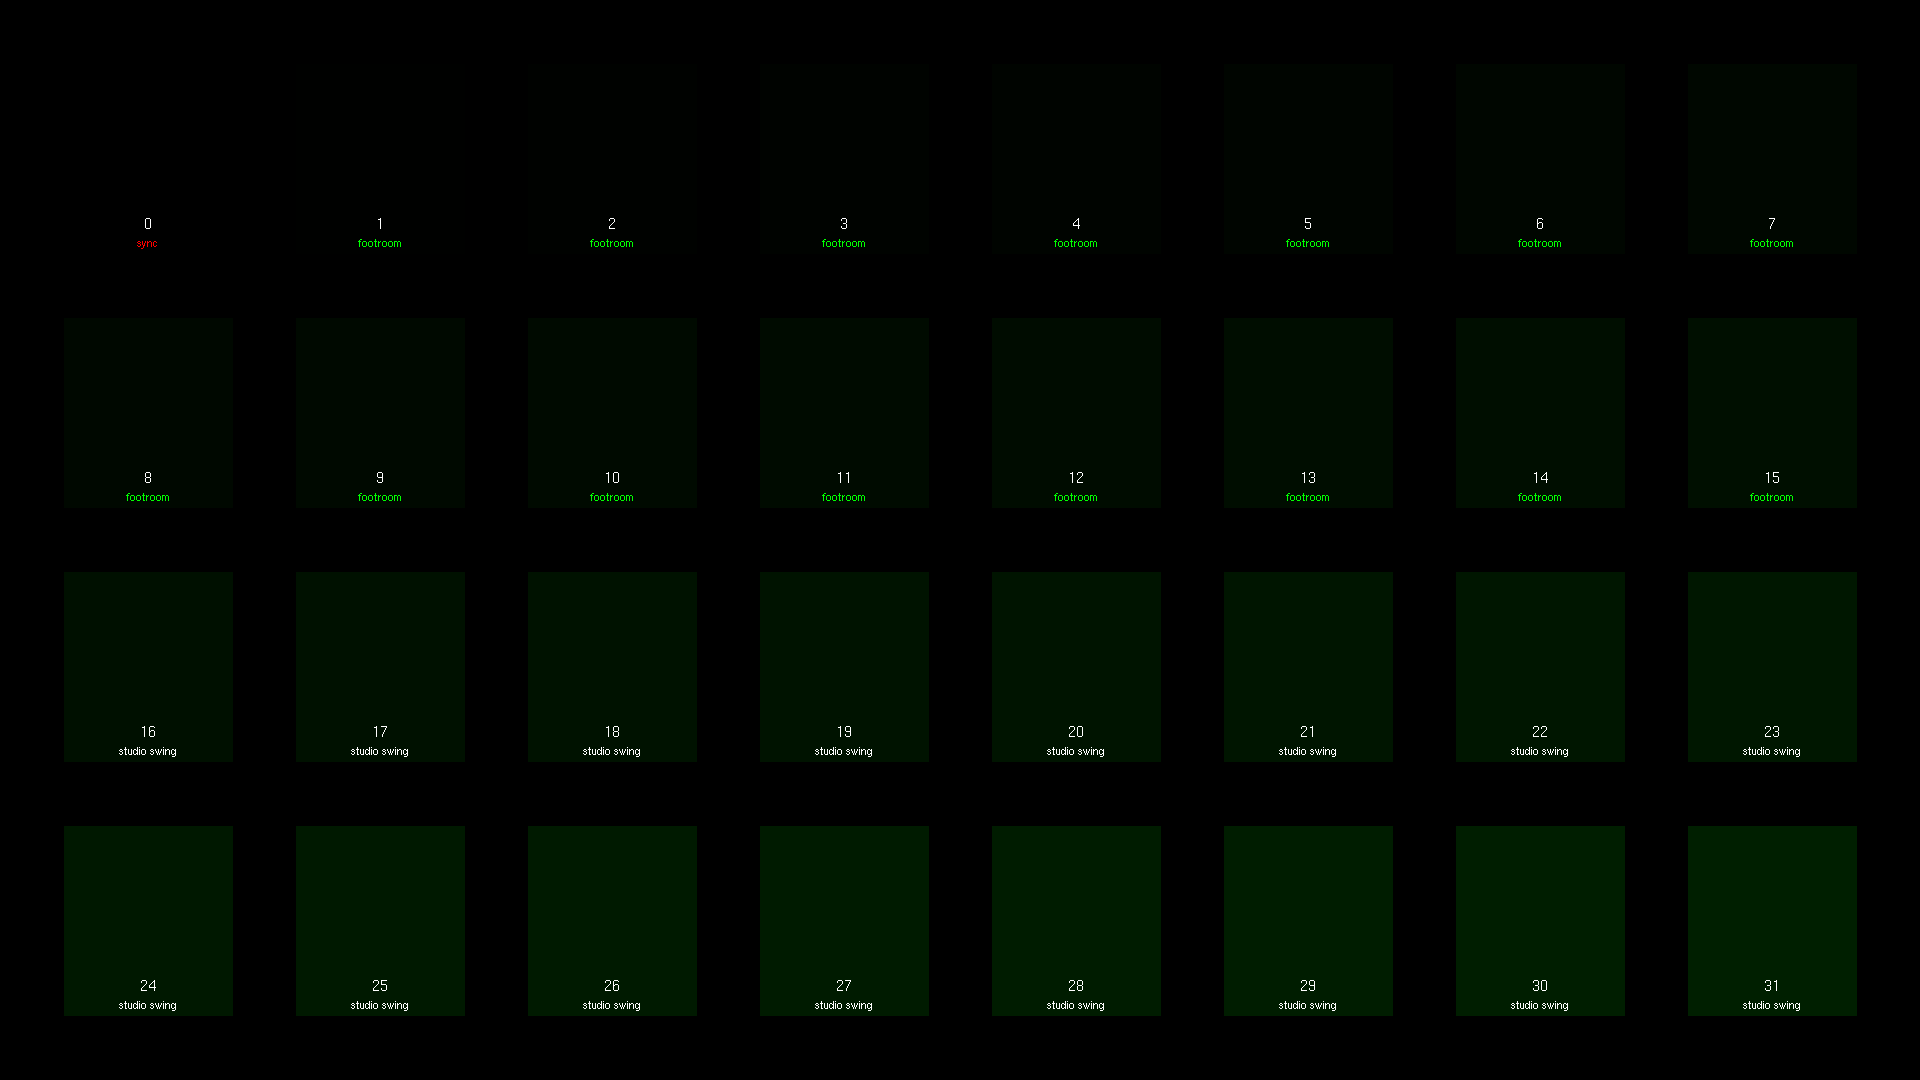 0 1 2 3 4 5 6 7
sync footroom footroom footroom footroom footroom footroom footroom
8 9 10 11 12 13 14 15
footroom footroom footroom footroom footroom footroom footroom footroom
16 17 18 19 20 21 22 23
studio swing studio swing studio swing studio swing studio swing studio swing studio swing studio swing
24 25 26 27 28 29 30 31
studio swing studio swing studio swing studio swing studio swing studio swing studio swing studio swing